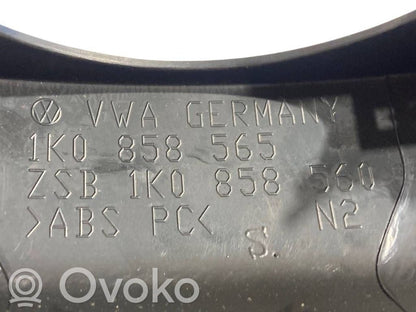 VWA GERMANY
1K0 858 565
ZSB 1K0 858 560
>ABS PC< N2
S.
Ovoko